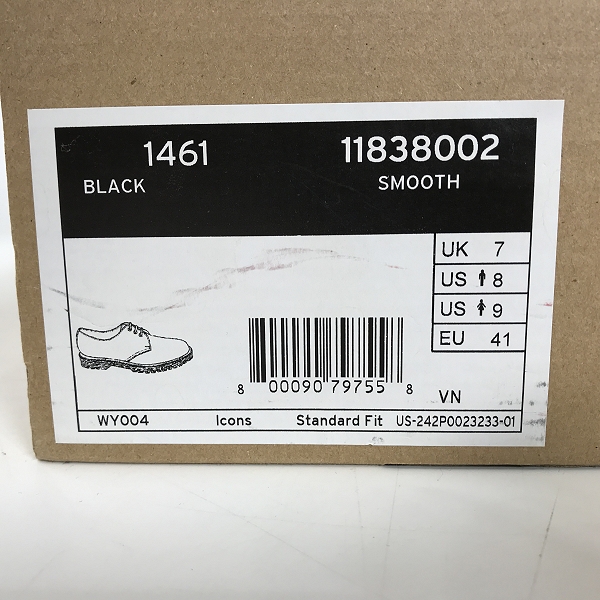 1461 11838002
BLACK SMOOTH
UK 7
US 8
US 9
EU 41
8 00090 79755 8
VN
WY004 Icons Standard Fit US-242P0023233-01